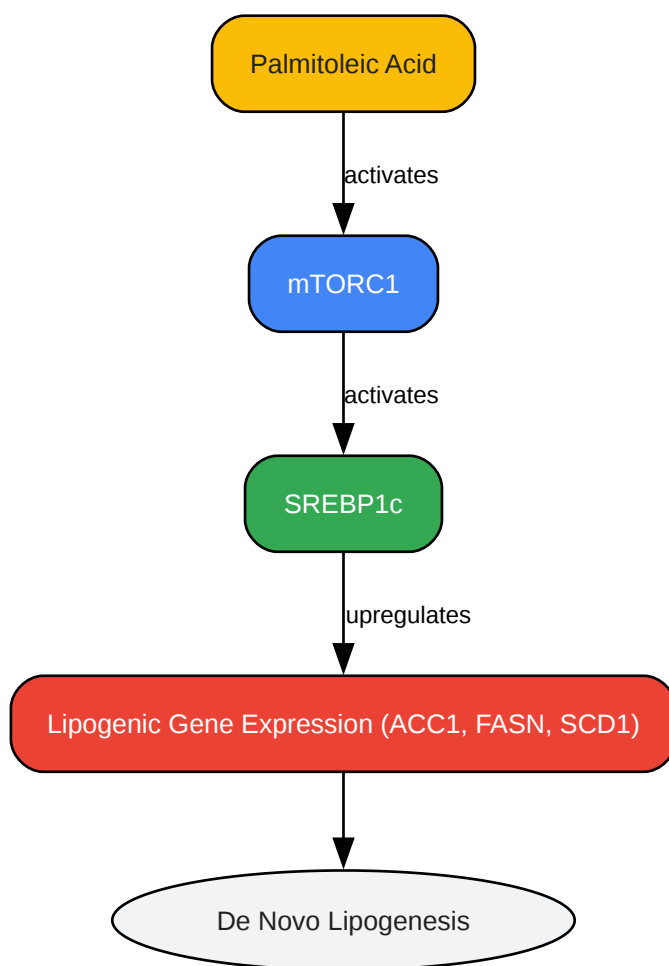 Palmitoleic Acid
activates
mTORC1
activates
SREBP1c
upregulates
Lipogenic Gene Expression (ACC1, FASN, SCD1)
De Novo Lipogenesis